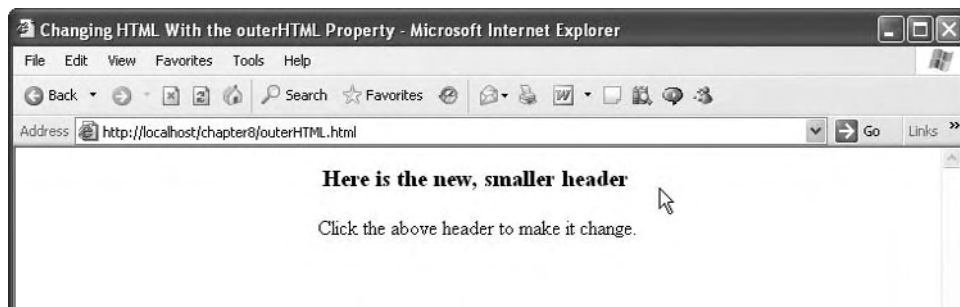 Changing HTML With the outerHTML Property - Microsoft Internet Explorer
File Edit View Favorites Tools Help
Back Search Favorites
Address http://localhost/chapter8/outerHTML.html Go Links »
Here is the new, smaller header
Click the above header to make it change.